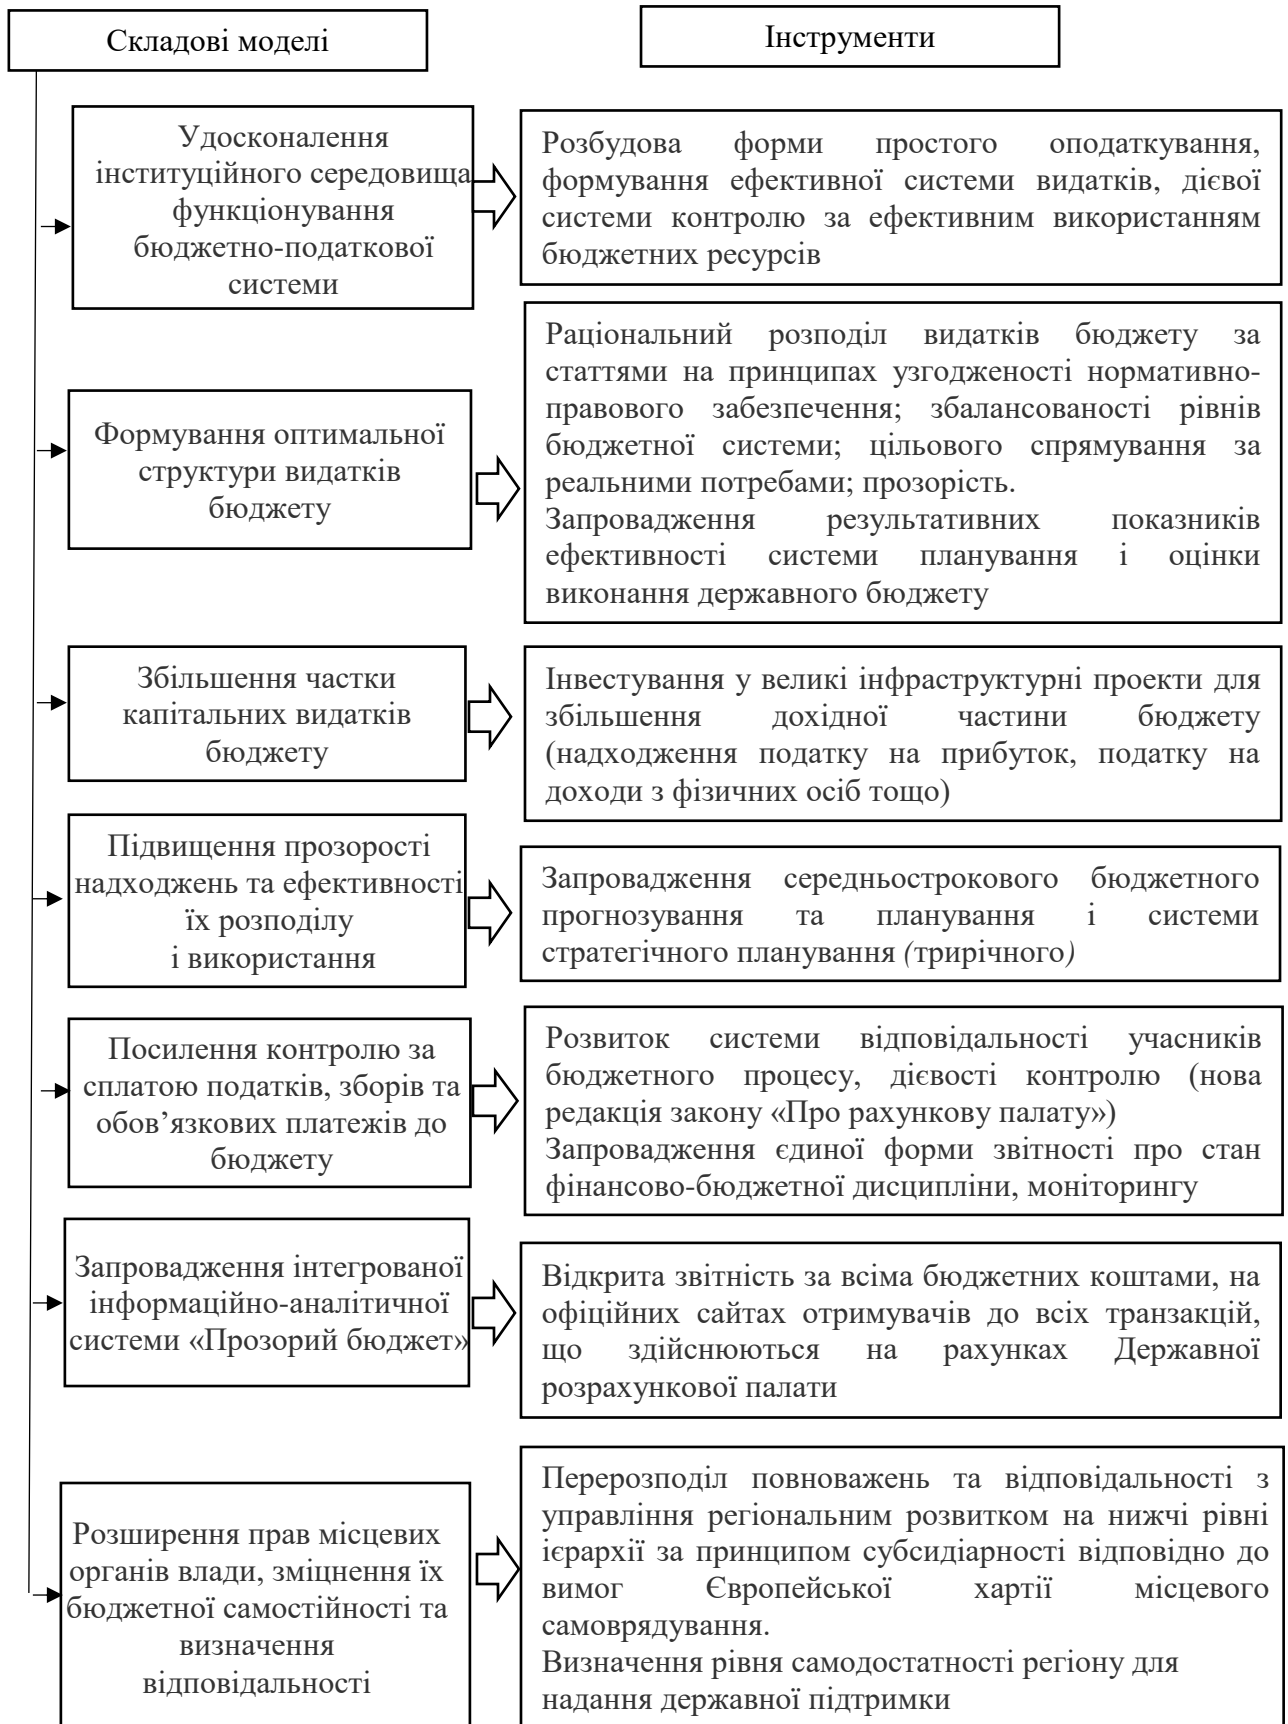 Складові моделі
Інструменти
Удосконалення
інституційного середовища
функціонування
бюджетно-податкової
системи
Розбудова форми простого оподаткування,
формування ефективної системи видатків, дієвої
системи контролю за ефективним використанням
бюджетних ресурсів
Формування оптимальної
структури видатків
бюджету
Раціональний розподіл видатків бюджету за
статтями на принципах узгодженості нормативно-
правового забезпечення; збалансованості рівнів
бюджетної системи; цільового спрямування за
реальними потребами; прозорість.
Запровадження результативних показників
ефективності системи планування і оцінки
виконання державного бюджету
Збільшення частки
капітальних видатків
бюджету
Інвестування у великі інфраструктурні проекти для
збільшення дохідної частини бюджету
(надходження податку на прибуток, податку на
доходи з фізичних осіб тощо)
Підвищення прозорості
надходжень та ефективності
їх розподілу
і використання
Запровадження середньострокового бюджетного
прогнозування та планування і системи
стратегічного планування (трирічного)
Посилення контролю за
сплатою податків, зборів та
обов’язкових платежів до
бюджету
Розвиток системи відповідальності учасників
бюджетного процесу, дієвості контролю (нова
редакція закону «Про рахункову палату»)
Запровадження єдиної форми звітності про стан
фінансово-бюджетної дисципліни, моніторингу
Запровадження інтегрованої
інформаційно-аналітичної
системи «Прозорий бюджет»
Відкрита звітність за всіма бюджетних коштами, на
офіційних сайтах отримувачів до всіх транзакцій,
що здійснюються на рахунках Державної
розрахункової палати
Розширення прав місцевих
органів влади, зміцнення їх
бюджетної самостійності та
визначення
відповідальності
Перерозподіл повноважень та відповідальності з
управління регіональним розвитком на нижчі рівні
ієрархії за принципом субсидіарності відповідно до
вимог Європейської хартії місцевого
самоврядування.
Визначення рівня самодостатності регіону для
надання державної підтримки